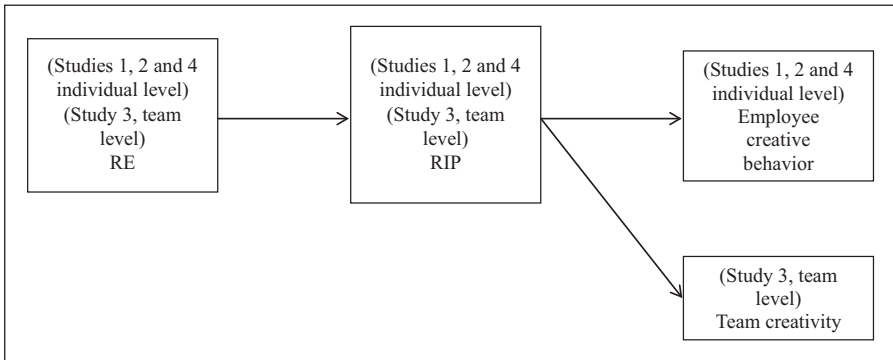 (Studies 1, 2 and 4
individual level)
(Study 3, team
level)
RE
(Studies 1, 2 and 4
individual level)
(Study 3, team
level)
RIP
(Studies 1, 2 and 4
individual level)
Employee
creative
behavior
(Study 3, team
level)
Team creativity